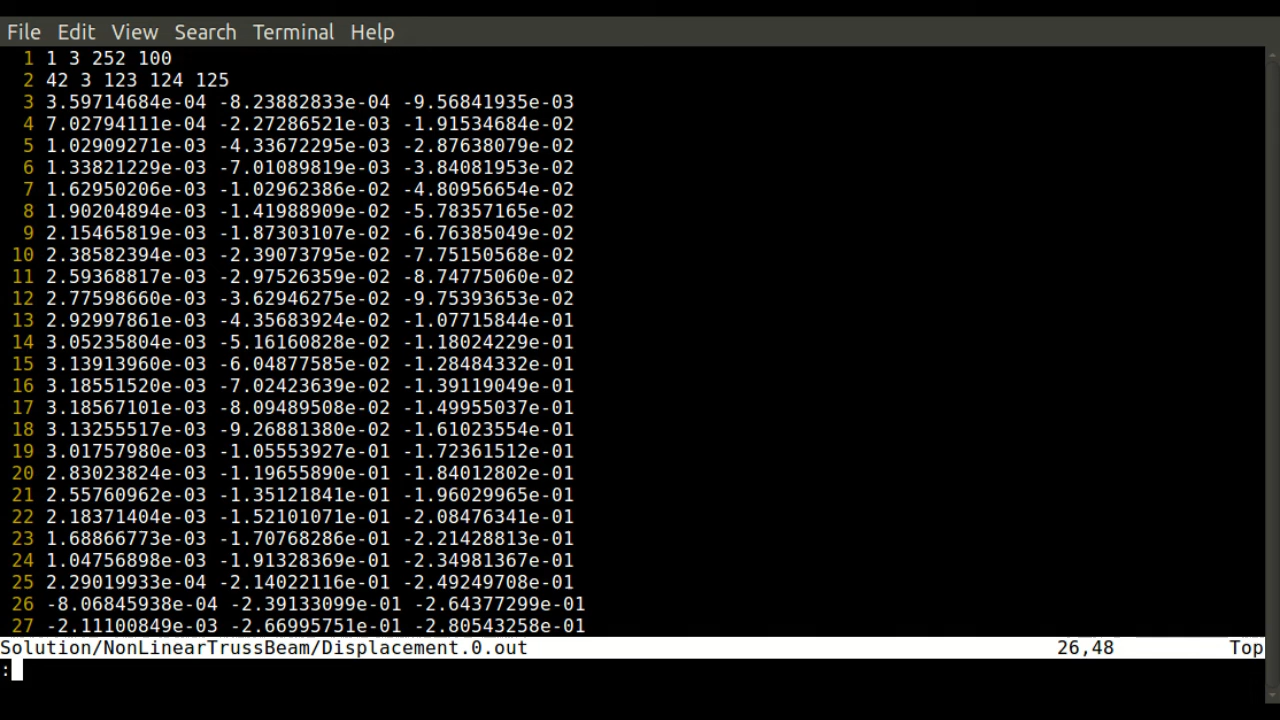 File Edit View Search Terminal Help
1 1 3 252 100
2 42 3 123 124 125
3 3.59714684e-04 -8.23882833e-04 -9.56841935e-03
4 7.02794111e-04 -2.27286521e-03 -1.91534684e-02
5 1.02909271e-03 -4.33672295e-03 -2.87638079e-02
6 1.33821229e-03 -7.01089819e-03 -3.84081953e-02
7 1.62950206e-03 -1.02962386e-02 -4.80956654e-02
8 1.90204894e-03 -1.41988909e-02 -5.78357165e-02
9 2.15465819e-03 -1.87303107e-02 -6.76385049e-02
10 2.38582394e-03 -2.39073795e-02 -7.75150568e-02
11 2.59368817e-03 -2.97526359e-02 -8.74775060e-02
12 2.77598660e-03 -3.62946275e-02 -9.75393653e-02
13 2.92997861e-03 -4.35683924e-02 -1.07715844e-01
14 3.05235804e-03 -5.16160828e-02 -1.18024229e-01
15 3.13913960e-03 -6.04877585e-02 -1.28484332e-01
16 3.18551520e-03 -7.02423639e-02 -1.39119049e-01
17 3.18567101e-03 -8.09489508e-02 -1.49955037e-01
18 3.13255517e-03 -9.26881380e-02 -1.61023554e-01
19 3.01757980e-03 -1.05553927e-01 -1.72361512e-01
20 2.83023824e-03 -1.19655890e-01 -1.84012802e-01
21 2.55760962e-03 -1.35121841e-01 -1.96029965e-01
22 2.18371404e-03 -1.52101071e-01 -2.08476341e-01
23 1.68866773e-03 -1.70768286e-01 -2.21428813e-01
24 1.04756898e-03 -1.91328369e-01 -2.34981367e-01
25 2.29019933e-04 -2.14022116e-01 -2.49249708e-01
26 -8.06845938e-04 -2.39133099e-01 -2.64377299e-01
27 -2.11100849e-03 -2.66995751e-01 -2.80543258e-01
Solution/NonLinearTrussBeam/Displacement.0.out 26,48 Top
: